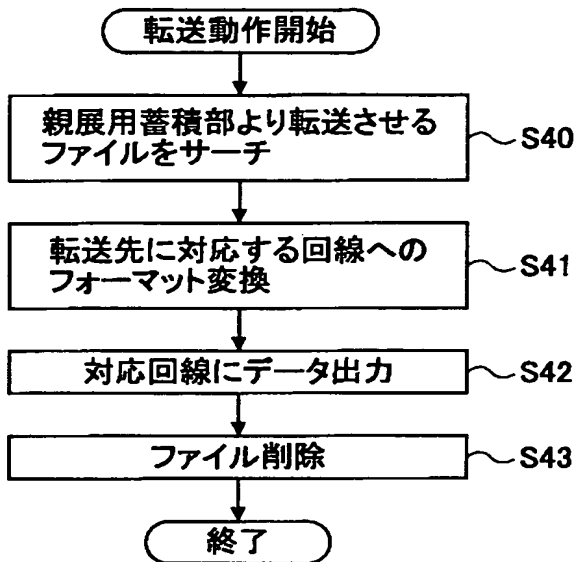 転送動作開始
親展用蓄積部より転送させる
ファイルをサーチ
S40
転送先に対応する回線への
フォーマット変換
S41
対応回線にデータ出力
S42
ファイル削除
S43
終了